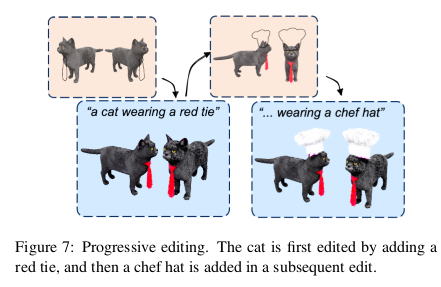 "a cat wearing a red tie"
"... wearing a chef hat"
Figure 7: Progressive editing. The cat is first edited by adding a
red tie, and then a chef hat is added in a subsequent edit.